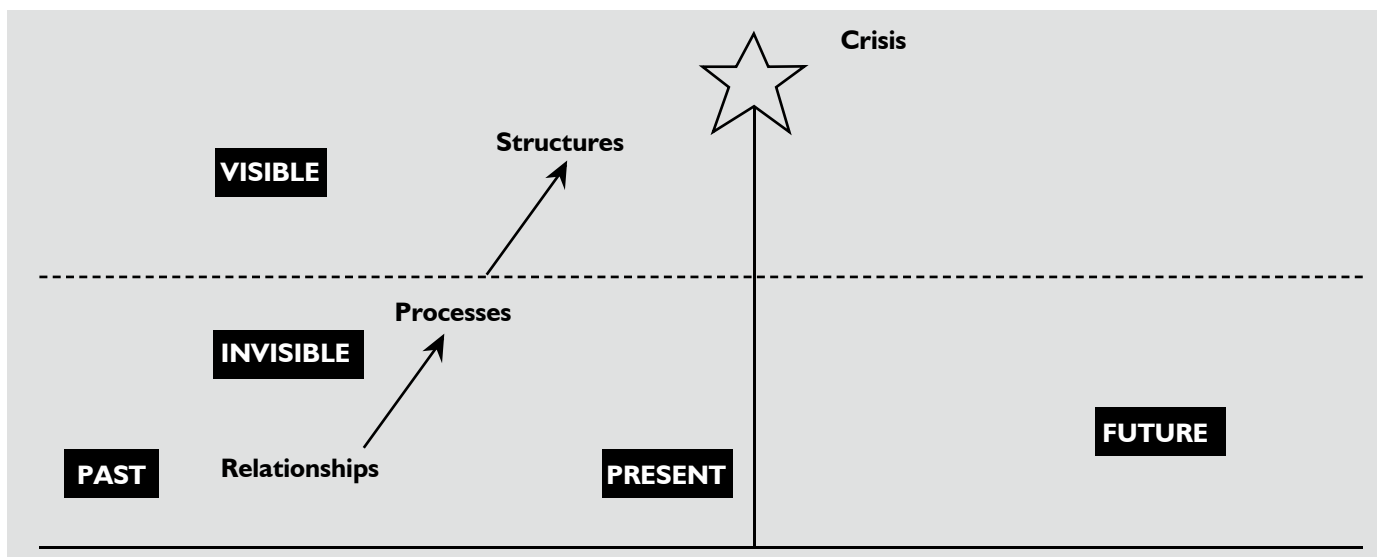 Crisis
Structures
VISIBLE
Processes
INVISIBLE
FUTURE
PAST
Relationships
PRESENT